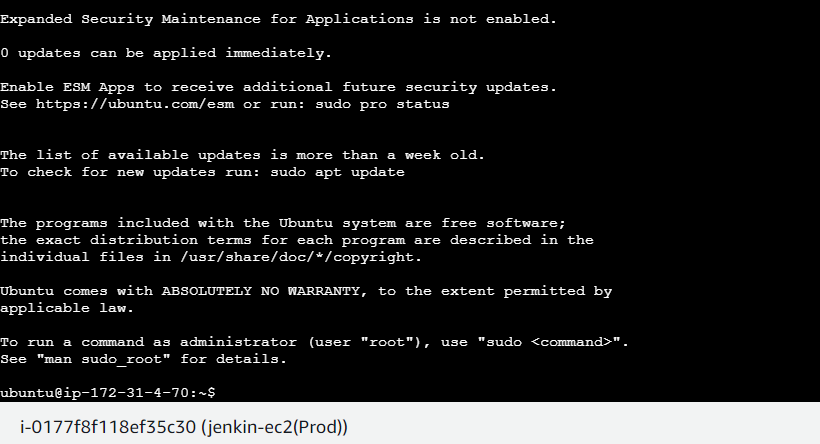 Expanded Security Maintenance for Applications is not enabled.
0 updates can be applied immediately.
Enable ESM Apps to receive additional future security updates.
See https://ubuntu.com/esm or run: sudo pro status
The list of available updates is more than a week old.
To check for new updates run: sudo apt update
The programs included with the Ubuntu system are free software;
the exact distribution terms for each program are described in the
individual files in /usr/share/doc/*/copyright.
Ubuntu comes with ABSOLUTELY NO WARRANTY, to the extent permitted by
applicable law.
To run a command as administrator (user "root"), use "sudo <command>".
See "man sudo_root" for details.
ubuntu@ip-172-31-4-70:~$
i-0177f8f118ef35c30 (jenkin-ec2(Prod))